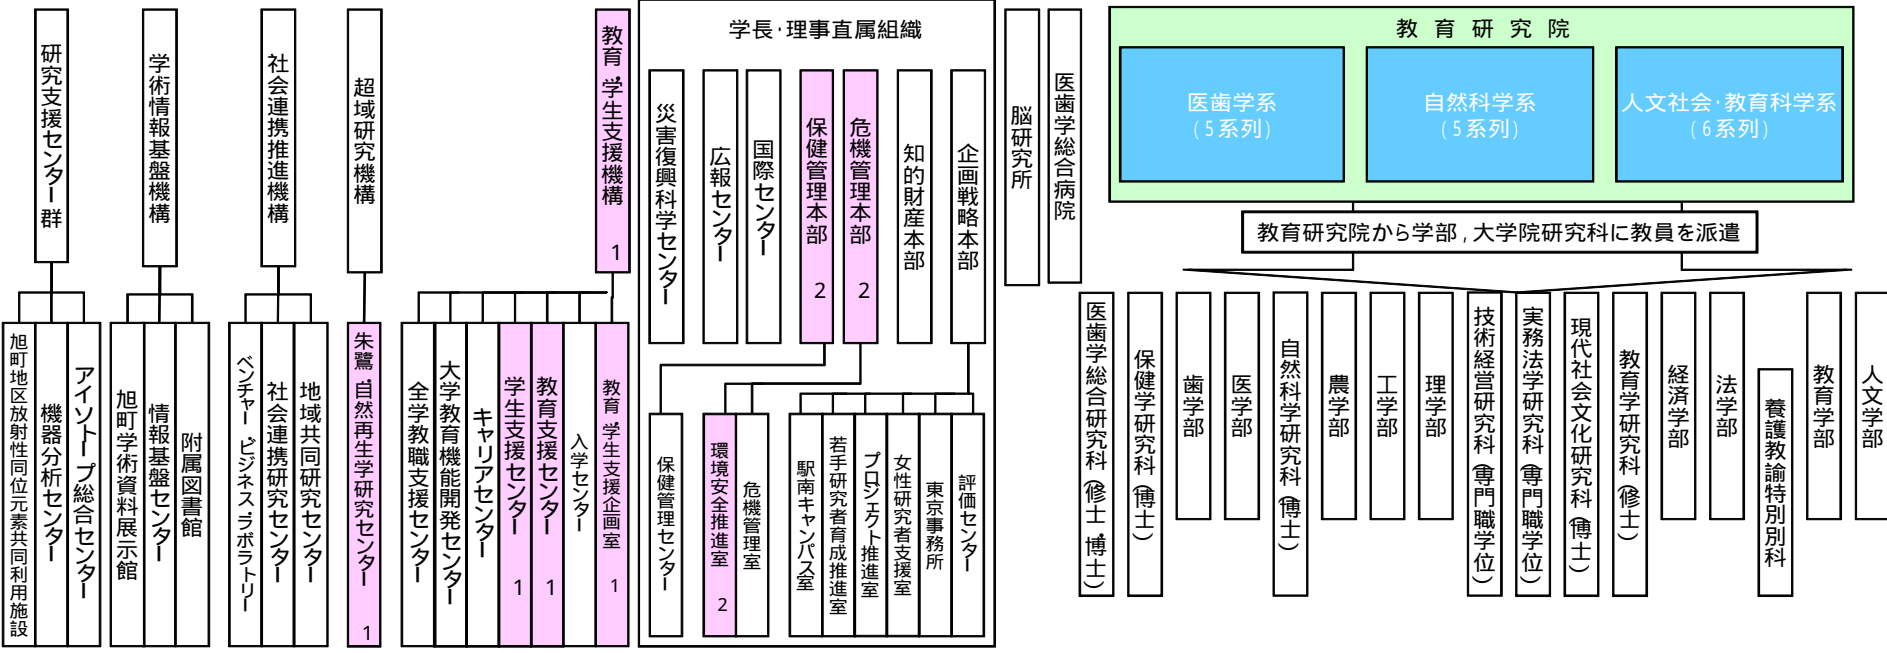 研究支援センター群
学術情報基盤機構
社会連携推進機構
超域研究機構
教育・学生支援機構 1
学長・理事直属組織
災害復興科学センター
広報センター
国際センター
保健管理本部 2
危機管理本部 2
知的財産本部
企画戦略本部
脳研究所
医歯学総合病院
教育研究院
医歯学系
(5系列)
自然科学系
(5系列)
人文社会・教育科学系
(6系列)
教育研究院から学部,大学院研究科に教員を派遣
旭町地区放射性同位元素共同利用施設
機器分析センター
アイソトープ総合センター
旭町学術資料展示館
情報基盤センター
附属図書館
ベンチャー・ビジネス・ラボラトリー
社会連携研究センター
地域共同研究センター
朱鷺・自然再生学研究センター 1
全学教職支援センター
大学教育機能開発センター
キャリアセンター
学生支援センター 1
教育支援センター 1
入学センター
教育・学生支援企画室 1
保健管理センター
環境安全推進室 2
危機管理室
駅南キャンパス室
若手研究者育成推進室
プロジェクト推進室
女性研究者支援室
東京事務所
評価センター
医歯学総合研究科(修士・博士)
保健学研究科(博士)
歯学部
医学部
自然科学研究科(博士)
農学部
工学部
理学部
技術経営研究科(専門職学位)
実務法学研究科(専門職学位)
現代社会文化研究科(博士)
教育学研究科(修士)
経済学部
法学部
養護教諭特別別科
教育学部
人文学部